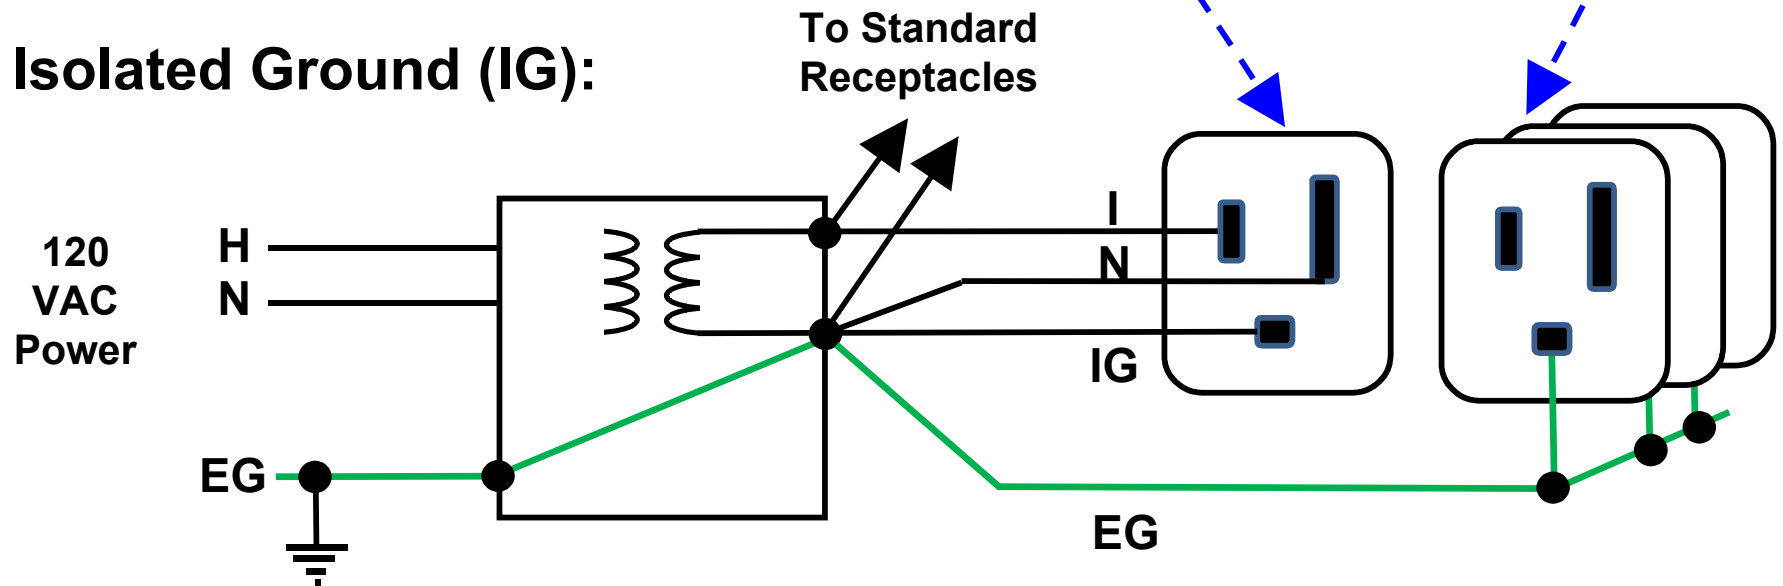 To Standard
Receptacles
Isolated Ground (IG):
120
VAC
Power
H
N
I
N
IG
EG
EG